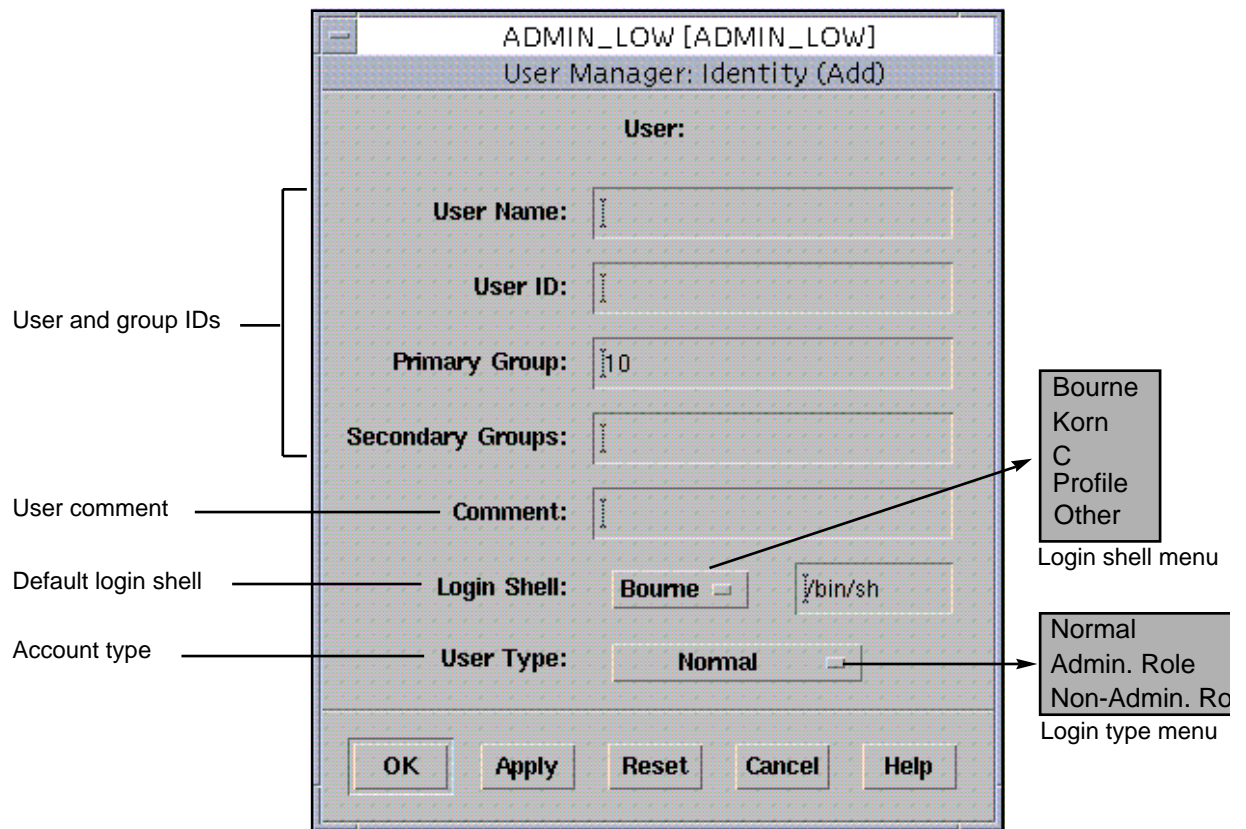 ADMIN_LOW [ADMIN_LOW]
User Manager: Identity (Add)
User:
User Name:
User ID:
User and group IDs
Primary Group: 10
Secondary Groups:
User comment
Comment:
Default login shell
Login Shell: Bourne /bin/sh
Account type
User Type: Normal
OK Apply Reset Cancel Help
Bourne
Korn
C
Profile
Other
Login shell menu
Normal
Admin. Role
Non-Admin. Ro
Login type menu